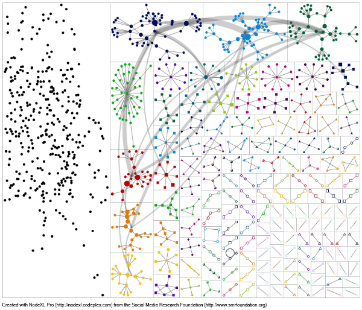 Created with NodeXL Pro (http://nodexl.codeplex.com) from the Social Media Research Foundation (http://www.smrfoundation.org)